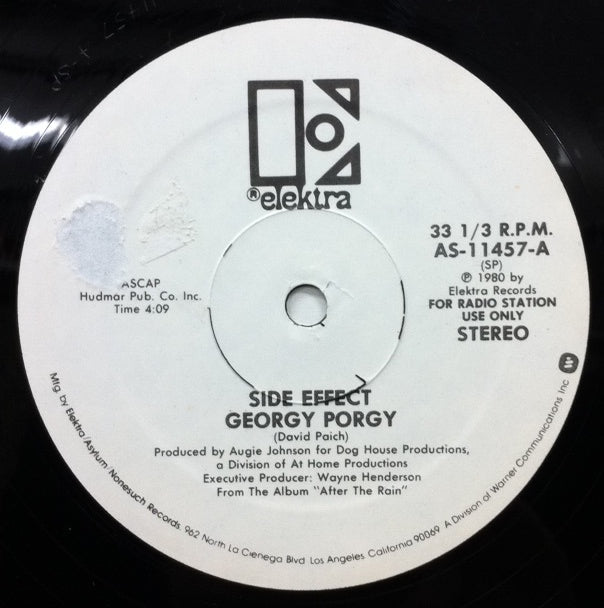 ® elektra
33 1/3 R.P.M.
AS-11457-A
(SP)
℗ 1980 by
Elektra Records
FOR RADIO STATION
USE ONLY
STEREO
ASCAP
Hudmar Pub. Co. Inc.
Time 4:09
SIDE EFFECT
GEORGY PORGY
(David Paich)
Produced by Augie Johnson for Dog House Productions,
a Division of At Home Productions
Executive Producer: Wayne Henderson
From The Album "After The Rain"
Mfg. by Elektra/Asylum/Nonesuch Records. 962 North La Cienega Blvd. Los Angeles, California 90069. A Division of Warner Communications Inc